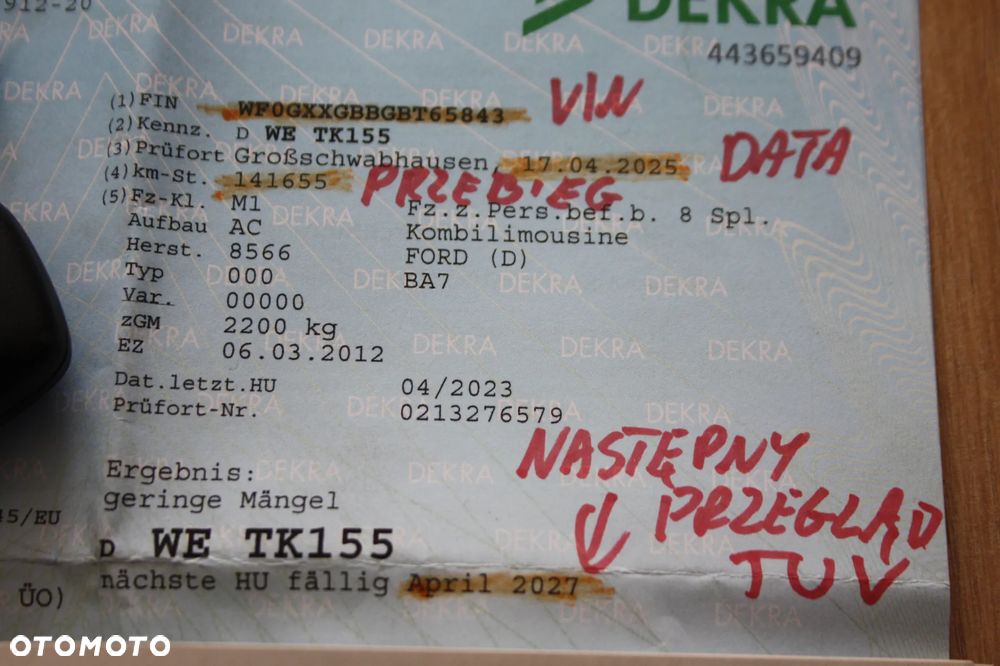 912-20
DEKRA
443659409
(1) FIN WF0GXXGBBGBT65843 VIN
(2) Kennz. D WE TK155
(3) Prüfort Großschwabhausen, 17.04.2025 DATA
(4) km-St. 141655 PRZEBIEG
(5) Fz-Kl. M1 Fz.z.Pers.bef.b. 8 Spl.
Aufbau AC Kombilimousine
Herst. 8566 FORD (D)
Typ 000 BA7
Var. 00000
zGM 2200 kg
EZ 06.03.2012
Dat.letzt.HU 04/2023
Prüfort-Nr. 0213276579
NASTĘPNY
PRZEGLĄD
TUV
Ergebnis:
geringe Mängel
45/EU
D WE TK155
nächste HU fällig April 2027
ÜO)
OTOMOTO